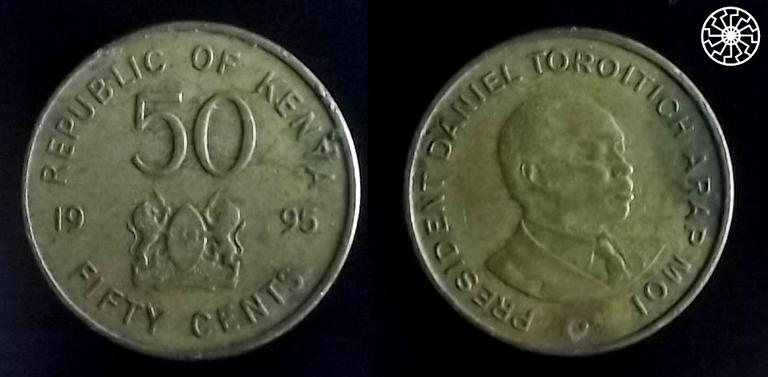 REPUBLIC OF KENYA
50
19 95
FIFTY CENTS
PRESIDENT DANIEL TOROITICH ARAP MOI